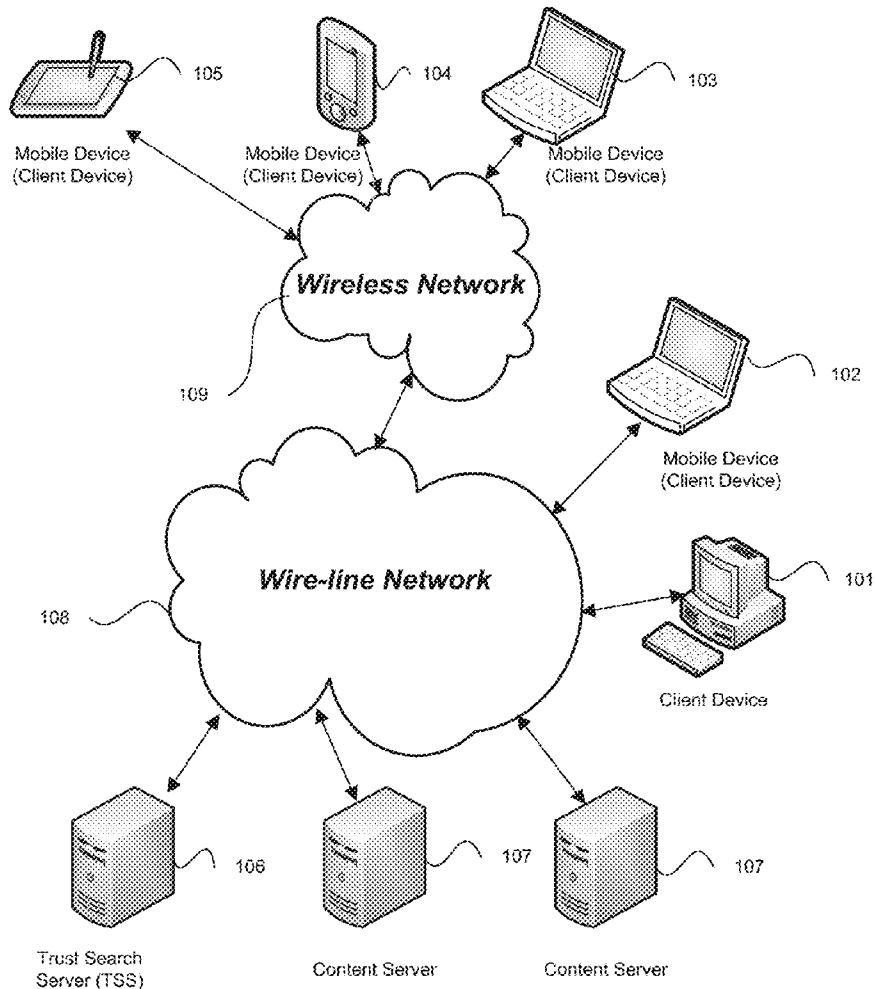 105
104
103
Mobile Device
(Client Device)
Mobile Device
(Client Device)
Mobile Device
(Client Device)
Wireless Network
109
102
Mobile Device
(Client Device)
Wire-line Network
101
108
Client Device
106
107
107
Trust Search
Server (TSS)
Content Server
Content Server